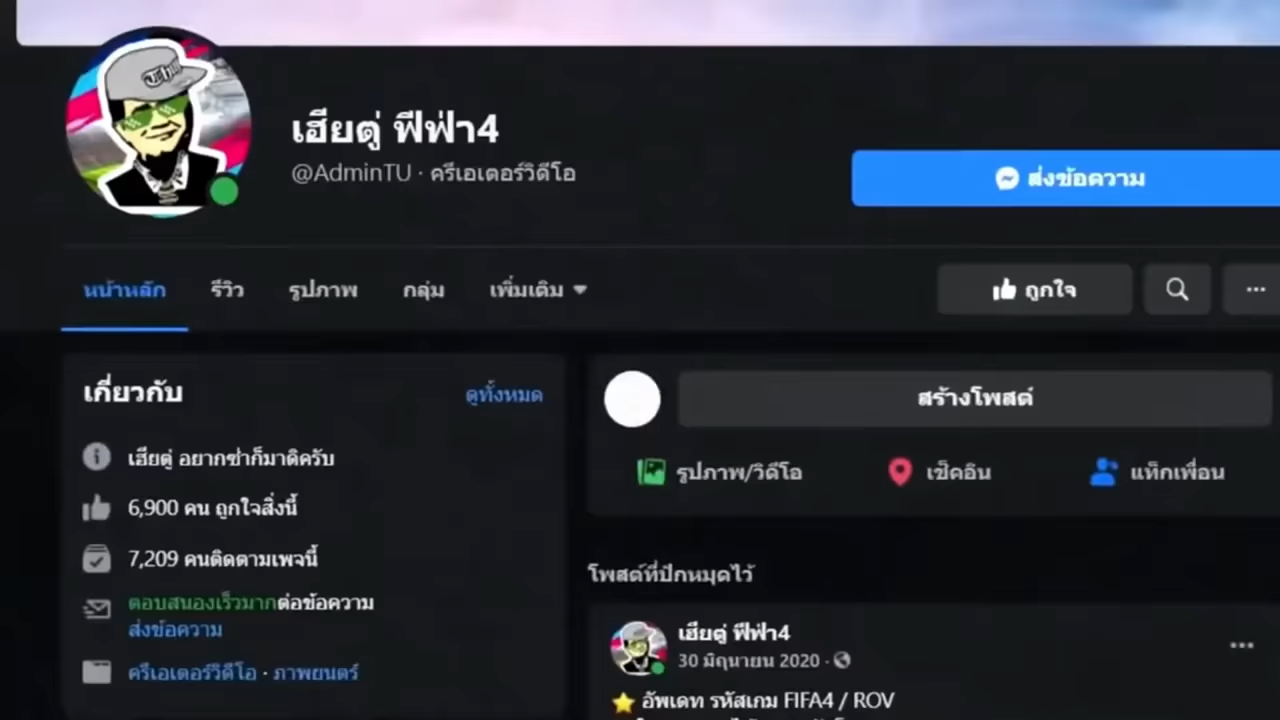 เฮียตู่ ฟีฟ่า4
@AdminTU · ครีเอเตอร์วิดีโอ
ส่งข้อความ
หน้าหลัก รีวิว รูปภาพ กลุ่ม เพิ่มเติม
ถูกใจ
เกี่ยวกับ ดูทั้งหมด
สร้างโพสต์
รูปภาพ/วิดีโอ เช็คอิน แท็กเพื่อน
เฮียตู่ อยากซ่าก็มาดิครับ
6,900 คน ถูกใจสิ่งนี้
7,209 คนติดตามเพจนี้
ตอบสนองเร็วมากต่อข้อความ
ส่งข้อความ
ครีเอเตอร์วิดีโอ · ภาพยนตร์
โพสต์ที่ปักหมุดไว้
เฮียตู่ ฟีฟ่า4
30 มิถุนายน 2020 ·
อัพเดท รหัสเกม FIFA4 / ROV